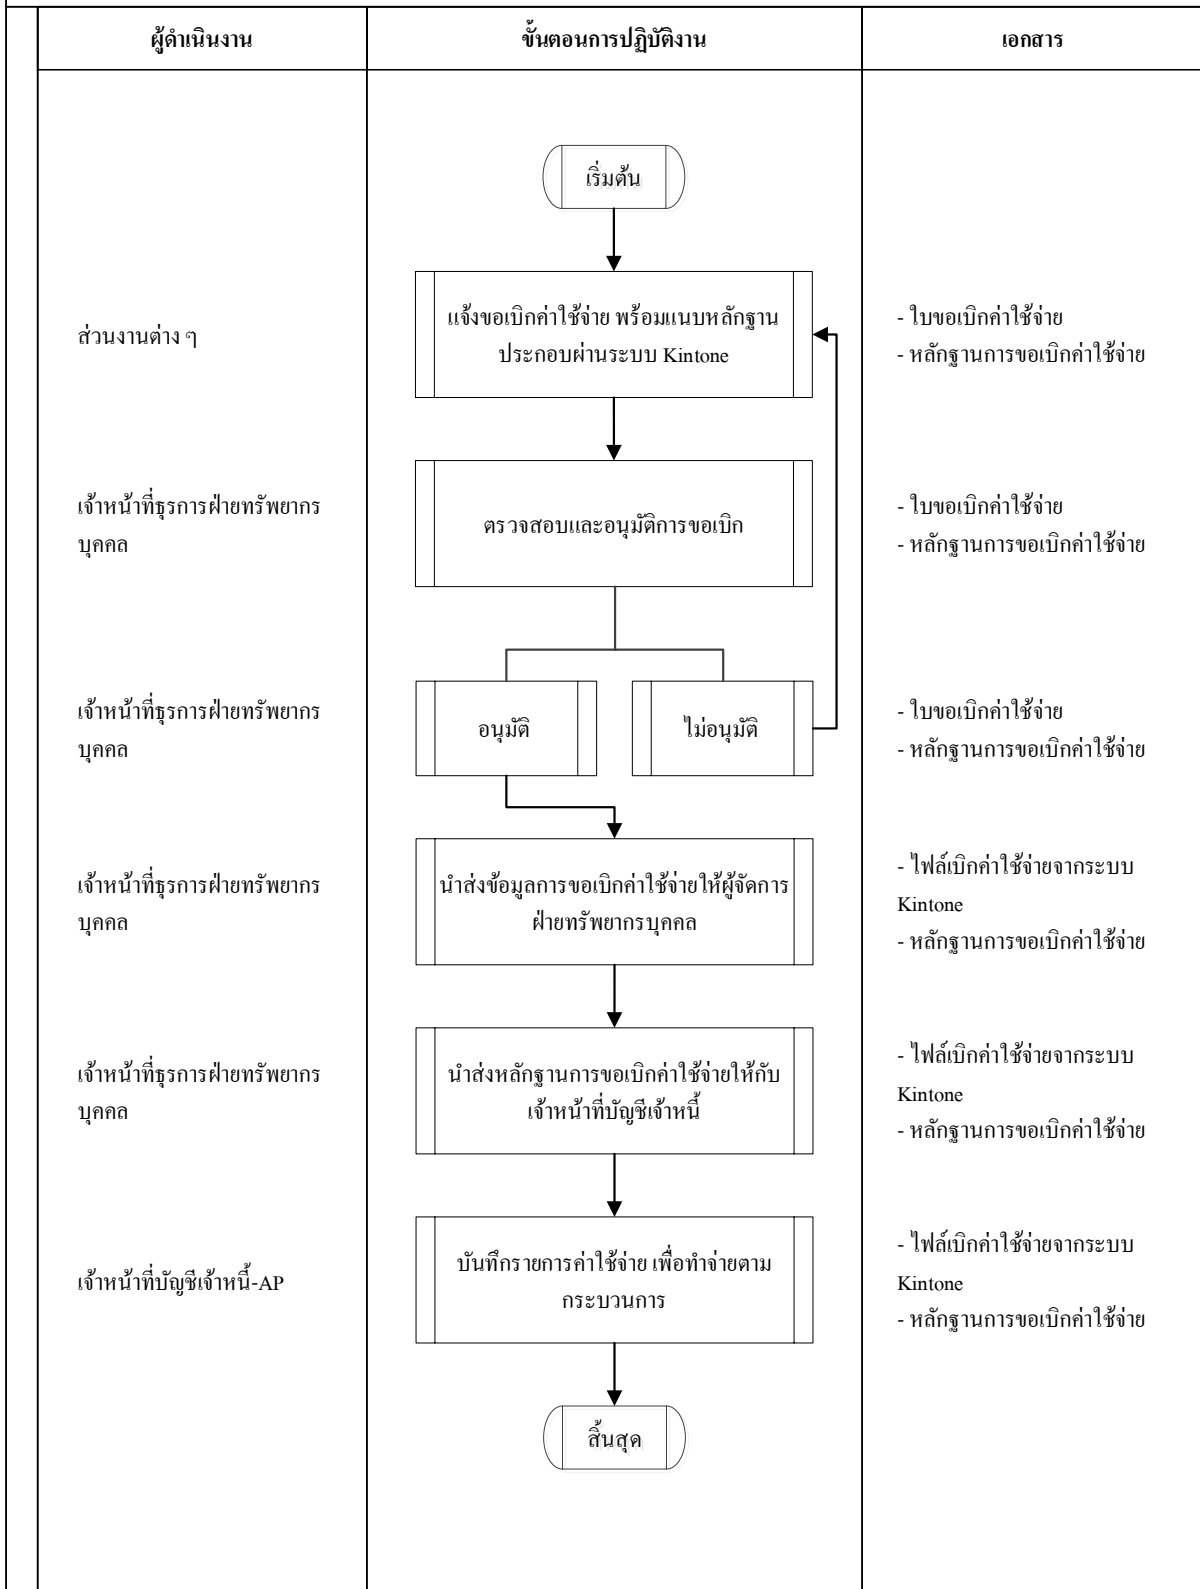 ผู้ดำเนินงาน
ขั้นตอนการปฏิบัติงาน
เอกสาร
เริ่มต้น
ส่วนงานต่าง ๆ
แจ้งขอเบิกค่าใช้จ่าย พร้อมแนบหลักฐาน
ประกอบผ่านระบบ Kintone
- ใบขอเบิกค่าใช้จ่าย
- หลักฐานการขอเบิกค่าใช้จ่าย
เจ้าหน้าที่ธุรการฝ่ายทรัพยากร
บุคคล
ตรวจสอบและอนุมัติการขอเบิก
- ใบขอเบิกค่าใช้จ่าย
- หลักฐานการขอเบิกค่าใช้จ่าย
เจ้าหน้าที่ธุรการฝ่ายทรัพยากร
บุคคล
อนุมัติ
ไม่อนุมัติ
- ใบขอเบิกค่าใช้จ่าย
- หลักฐานการขอเบิกค่าใช้จ่าย
เจ้าหน้าที่ธุรการฝ่ายทรัพยากร
บุคคล
นำส่งข้อมูลการขอเบิกค่าใช้จ่ายให้ผู้จัดการ
ฝ่ายทรัพยากรบุคคล
- ไฟล์เบิกค่าใช้จ่ายจากระบบ
Kintone
- หลักฐานการขอเบิกค่าใช้จ่าย
เจ้าหน้าที่ธุรการฝ่ายทรัพยากร
บุคคล
นำส่งหลักฐานการขอเบิกค่าใช้จ่ายให้กับ
เจ้าหน้าที่บัญชีเจ้าหนี้
- ไฟล์เบิกค่าใช้จ่ายจากระบบ
Kintone
- หลักฐานการขอเบิกค่าใช้จ่าย
เจ้าหน้าที่บัญชีเจ้าหนี้-AP
บันทึกรายการค่าใช้จ่าย เพื่อทำจ่ายตาม
กระบวนการ
- ไฟล์เบิกค่าใช้จ่ายจากระบบ
Kintone
- หลักฐานการขอเบิกค่าใช้จ่าย
สิ้นสุด